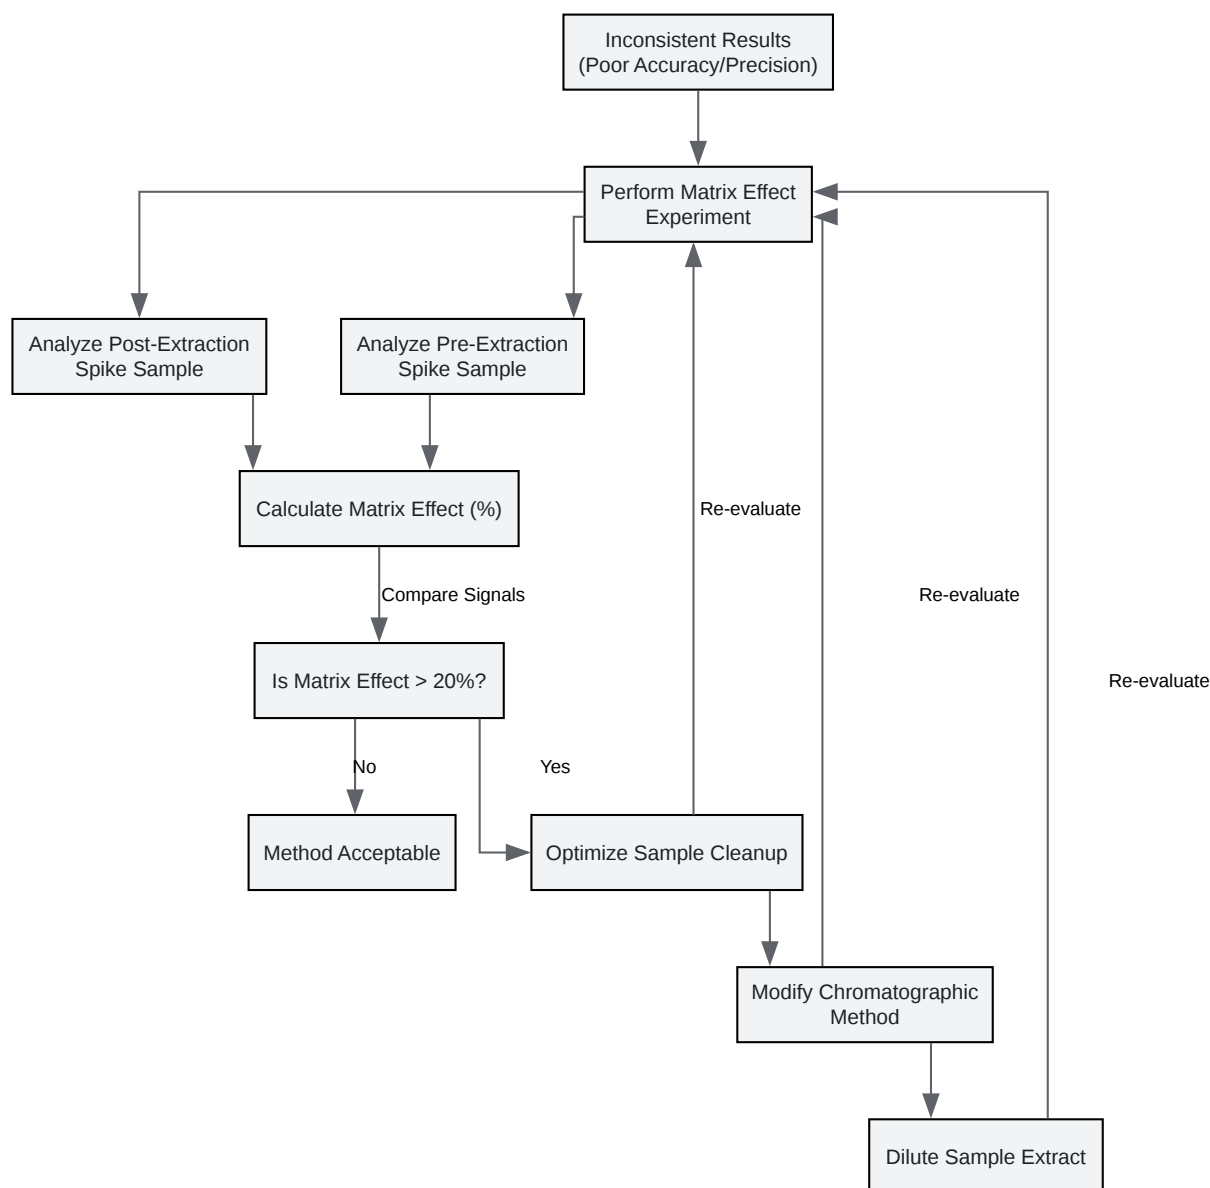 Inconsistent Results
(Poor Accuracy/Precision)
Perform Matrix Effect
Experiment
Analyze Post-Extraction
Spike Sample
Analyze Pre-Extraction
Spike Sample
Calculate Matrix Effect (%)
Re-evaluate
Compare Signals
Re-evaluate
Is Matrix Effect > 20%?
Re-evaluate
No
Yes
Method Acceptable
Optimize Sample Cleanup
Modify Chromatographic
Method
Dilute Sample Extract